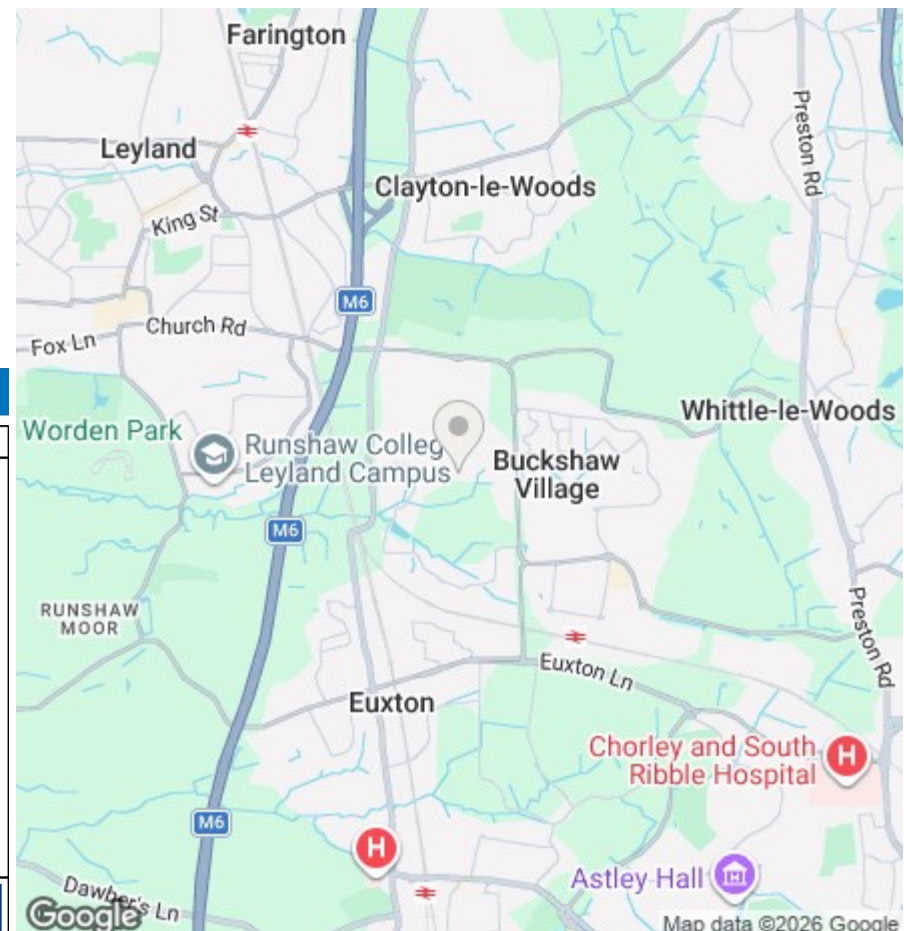 Farington
Leyland
Preston Rd
Clayton-le-Woods
King St
M6
Church Rd
Fox Ln
Whittle-le-Woods
Worden Park
Runshaw Colleg
Leyland Campus
Buckshaw
Village
M6
RUNSHAW
MOOR
Preston Rd
Euxton Ln
Euxton
Chorley and South
Ribble Hospital
H
M6
H
Astley Hall
Dawber's Ln
Google
Map data ©2026 Google